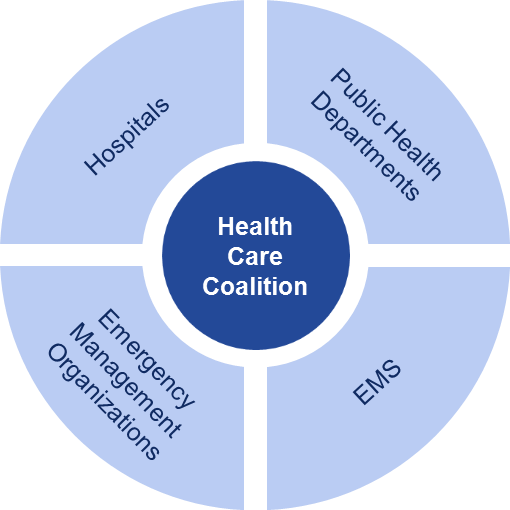 Hospitals
Public Health
Departments
Health
Care
Coalition
Emergency
Management
Organizations
EMS